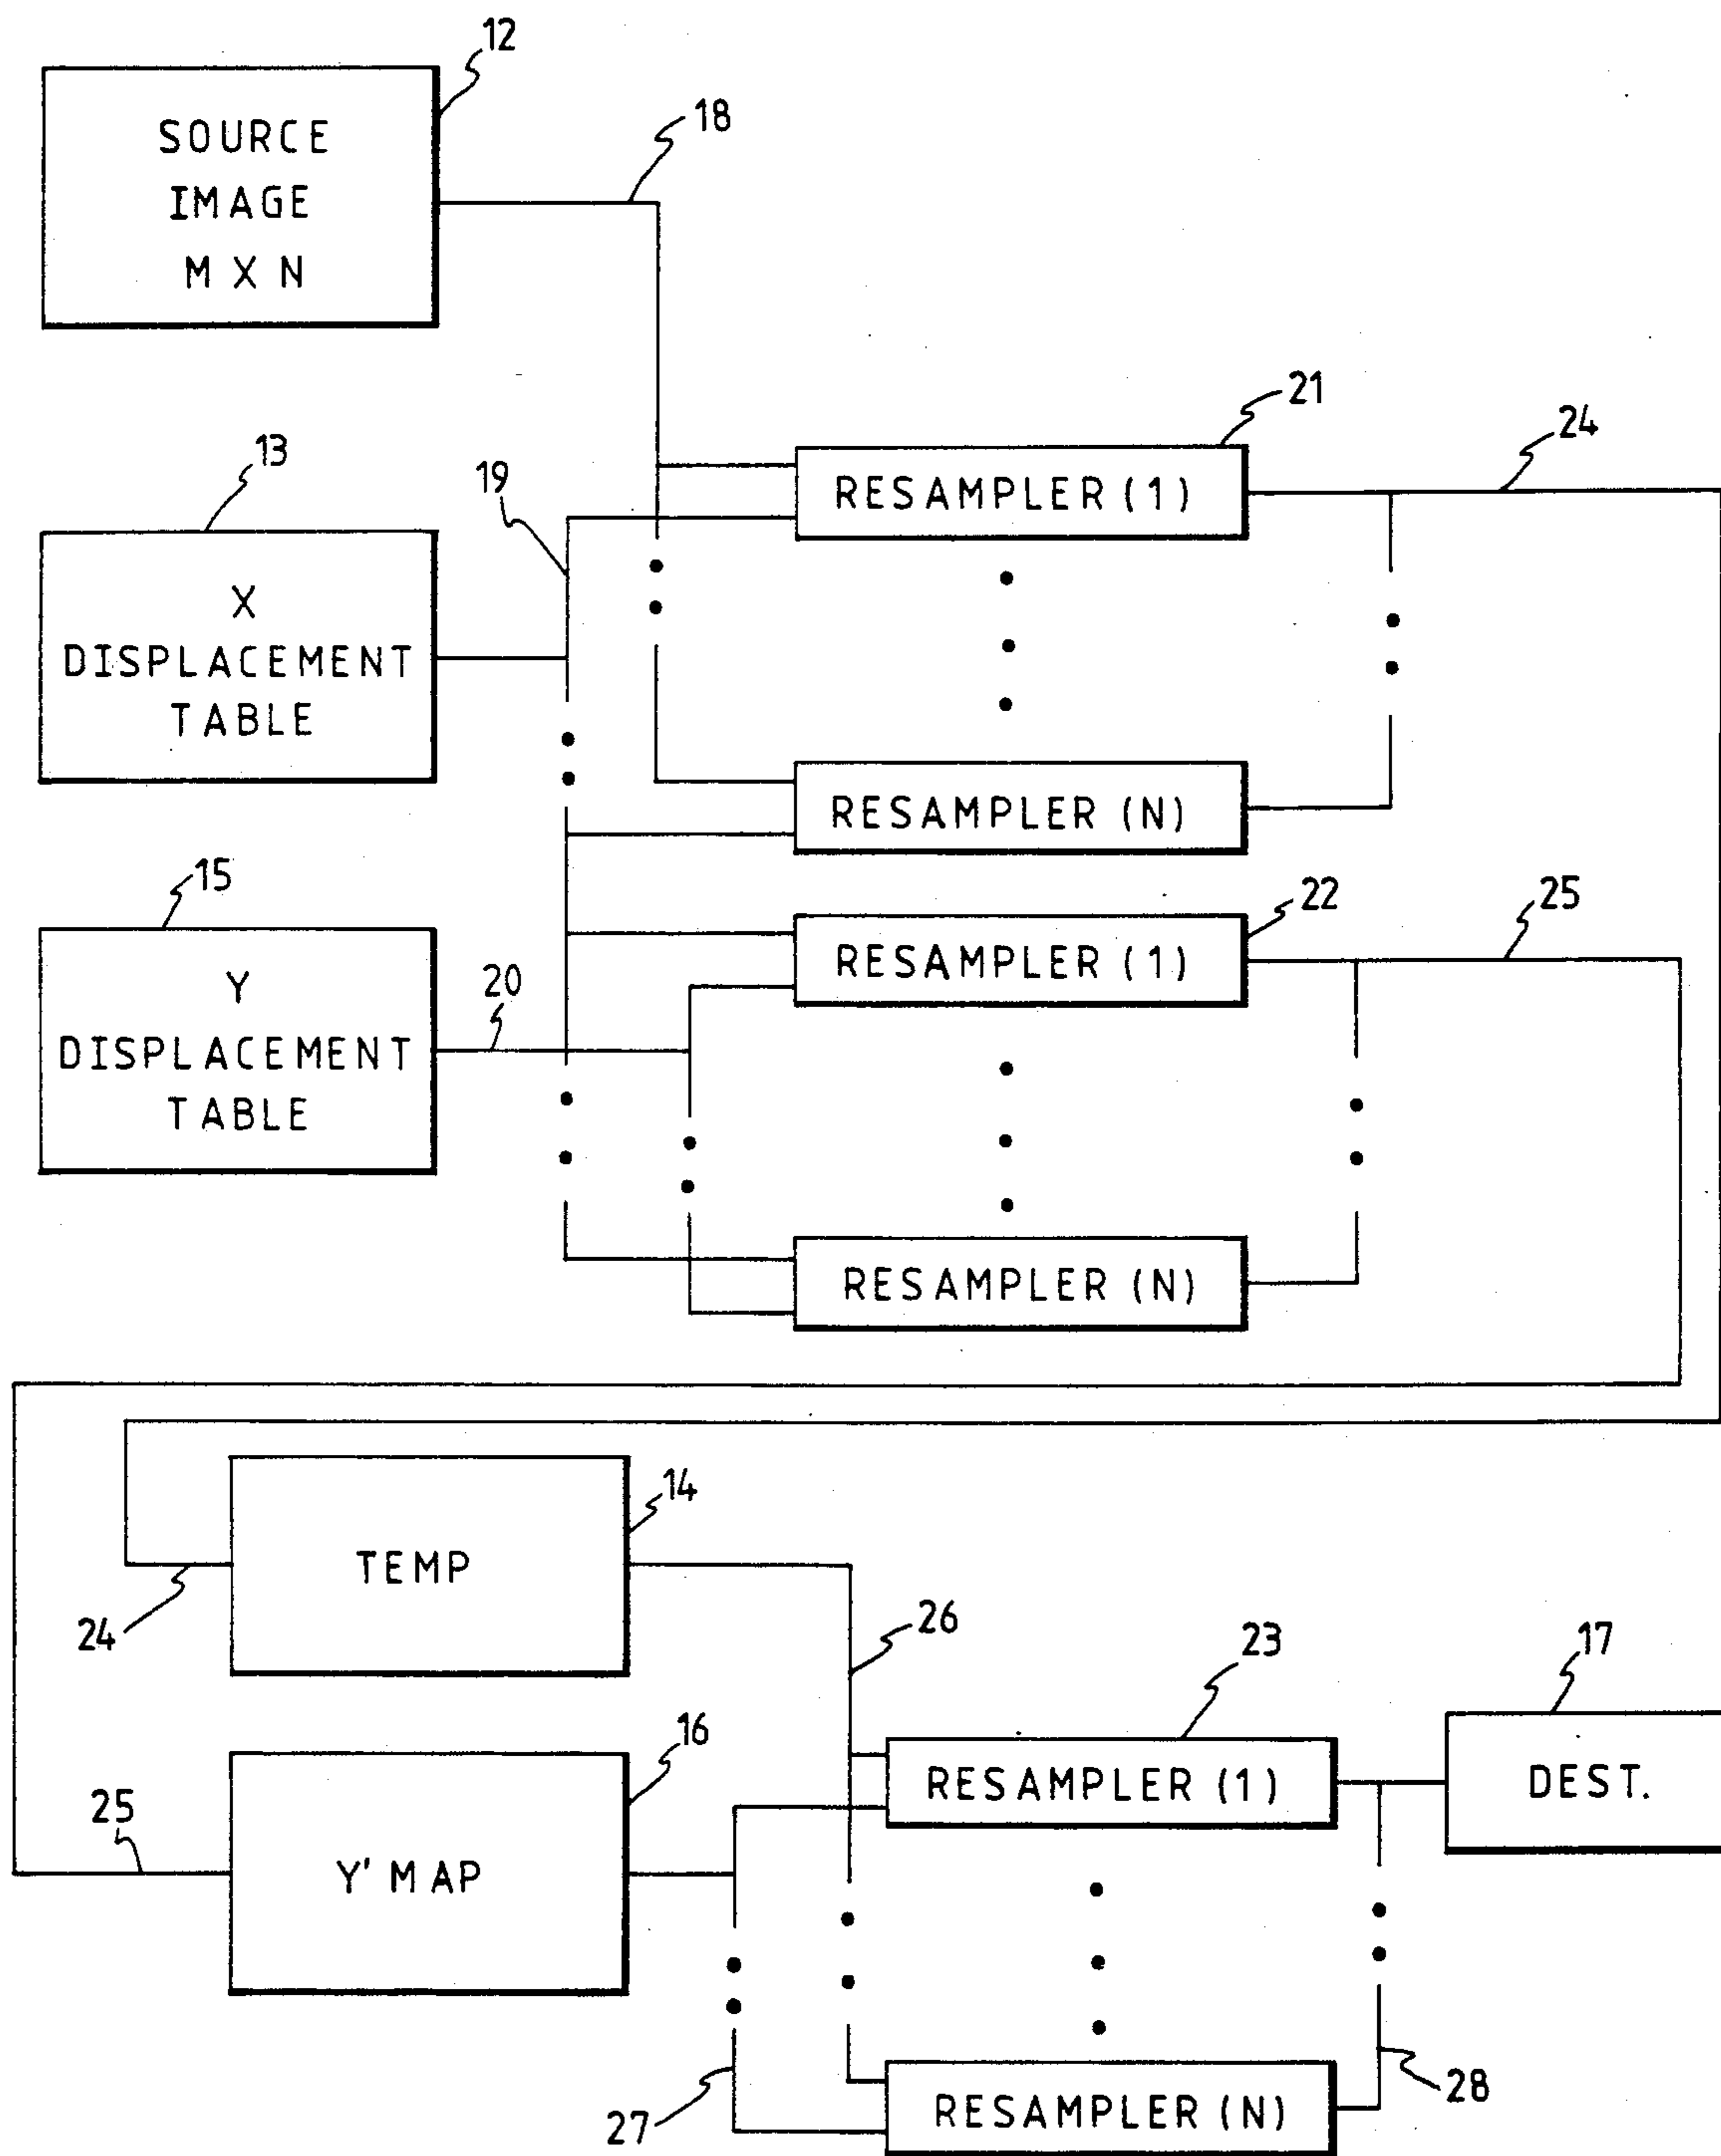 12
SOURCE
IMAGE
M X N
18
13
X
DISPLACEMENT
TABLE
19
21
RESAMPLER (1)
24
RESAMPLER (N)
15
Y
DISPLACEMENT
TABLE
20
22
RESAMPLER (1)
25
RESAMPLER (N)
14
TEMP
24
26
16
Y' MAP
25
23
RESAMPLER (1)
17
DEST.
27
RESAMPLER (N)
28